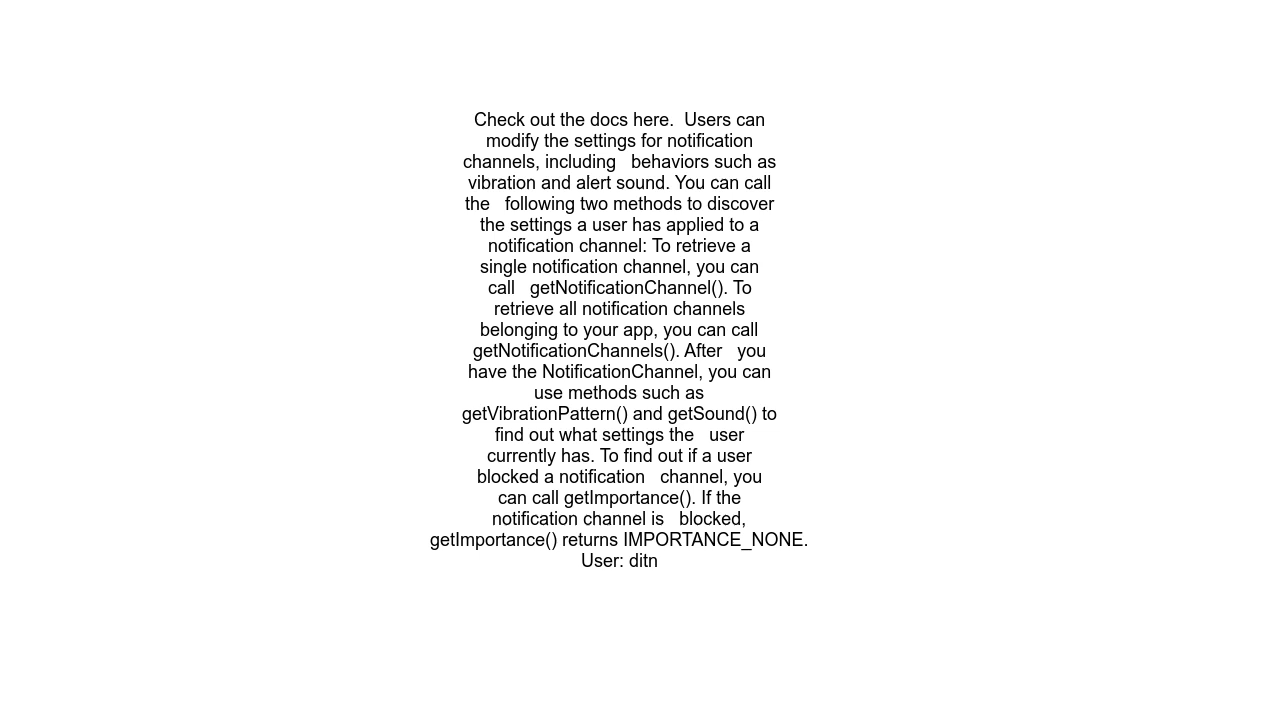 Check out the docs here.  Users can
modify the settings for notification
channels, including   behaviors such as
vibration and alert sound. You can call
the   following two methods to discover
the settings a user has applied to a
notification channel: To retrieve a
single notification channel, you can
call   getNotificationChannel(). To
retrieve all notification channels
belonging to your app, you can call
getNotificationChannels(). After   you
have the NotificationChannel, you can
use methods such as
getVibrationPattern() and getSound() to
find out what settings the   user
currently has. To find out if a user
blocked a notification   channel, you
can call getImportance(). If the
notification channel is   blocked,
getImportance() returns IMPORTANCE_NONE.
User: ditn